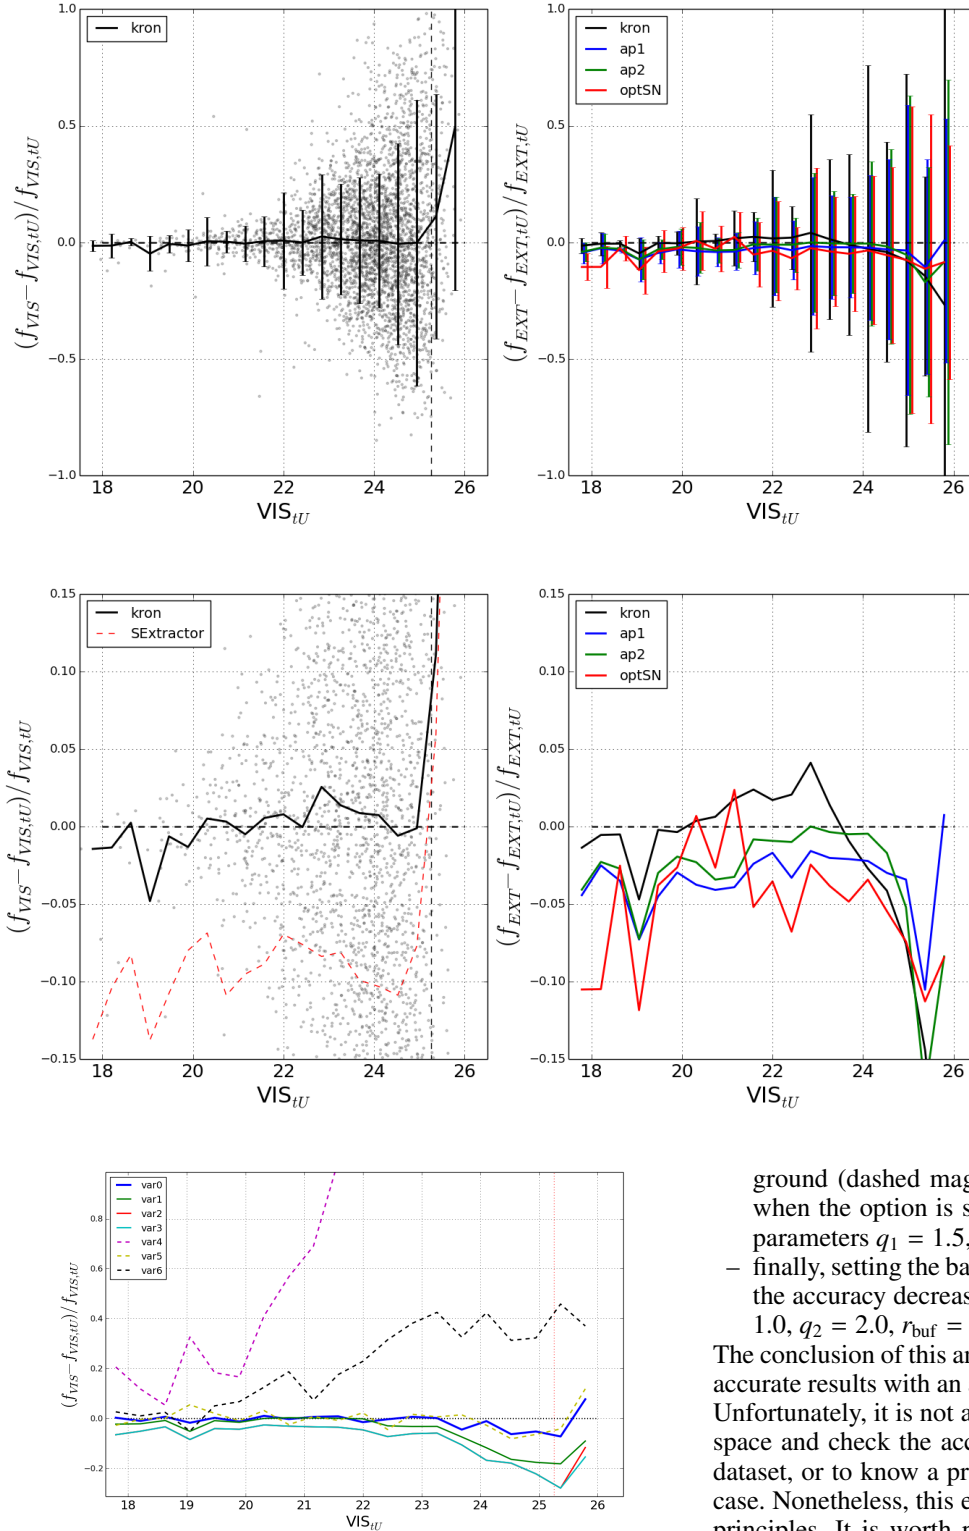 kron
1.0
0.5
0.0
−0.5
−1.0
18 20 22 24 26
VIS_tU
(f_VIS − f_VIS,tU)/f_VIS,tU
kron
ap1
ap2
optSN
1.0
0.5
0.0
−0.5
−1.0
18 20 22 24 26
VIS_tU
(f_EXT − f_EXT,tU)/f_EXT,tU
kron
SExtractor
0.15
0.10
0.05
0.00
−0.05
−0.10
−0.15
18 20 22 24 26
VIS_tU
(f_VIS − f_VIS,tU)/f_VIS,tU
kron
ap1
ap2
optSN
0.15
0.10
0.05
0.00
−0.05
−0.10
−0.15
18 20 22 24 26
VIS_tU
(f_EXT − f_EXT,tU)/f_EXT,tU
var0
var1
var2
var3
var4
var5
var6
0.8
0.6
0.4
0.2
0.0
−0.2
18 19 20 21 22 23 24 25 26
VIS_tU
(f_VIS − f_VIS,tU)/f_VIS,tU
ground (dashed mag
when the option is s
parameters q1 = 1.5,
– finally, setting the ba
the accuracy decreas
1.0, q2 = 2.0, r_buf =
The conclusion of this ar
accurate results with an
Unfortunately, it is not a
space and check the acc
dataset, or to know a pr
case. Nonetheless, this e